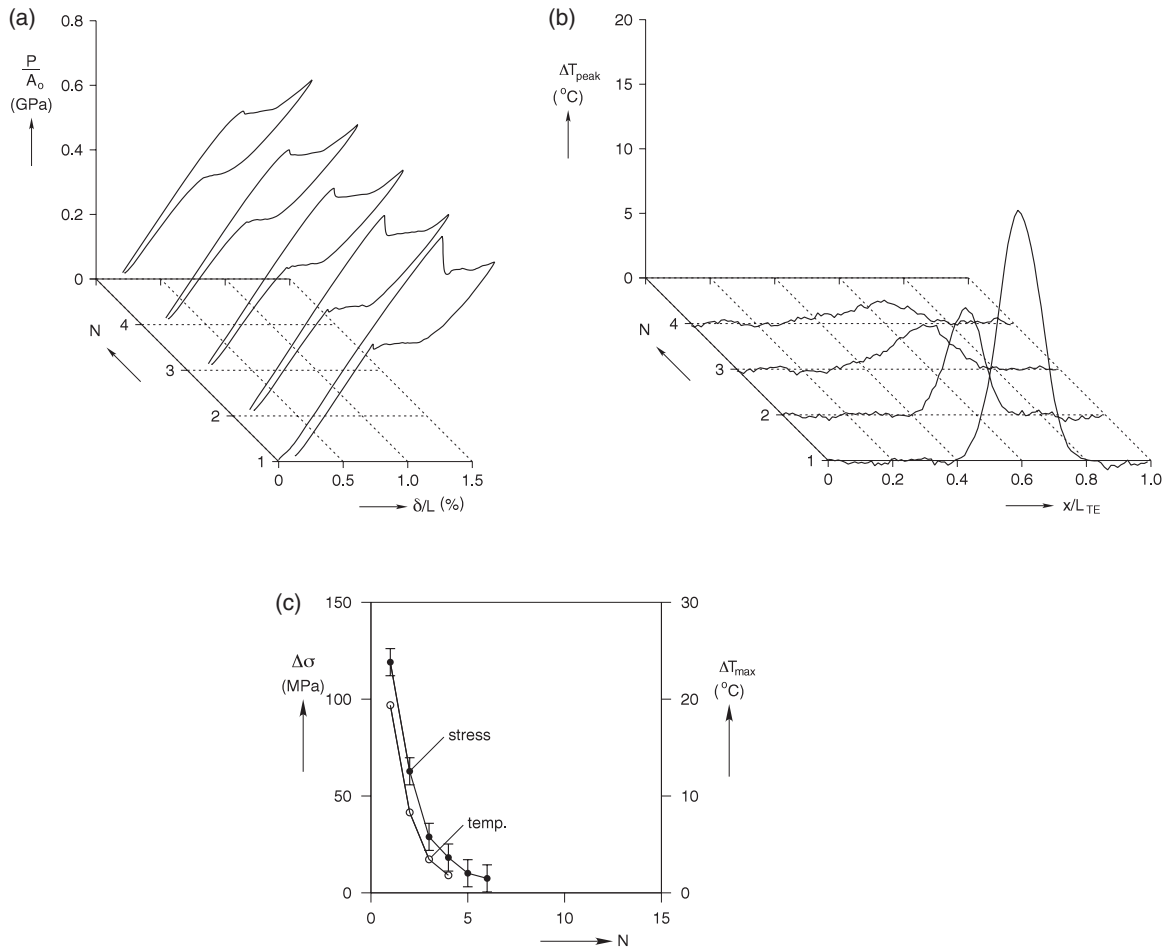 (a)
0.8
P
A₀
(GPa)
0.6
0.4
0.2
0
N
4
3
2
1
0
0.5
1.0
1.5
δ/L (%)
(b)
20
ΔT_peak
(°C)
15
10
5
0
N
4
3
2
1
0
0.2
0.4
0.6
0.8
1.0
x/L_TE
(c)
150
30
Δσ
(MPa)
ΔT_max
(°C)
100
20
stress
50
10
temp.
0
0
0
5
10
15
N